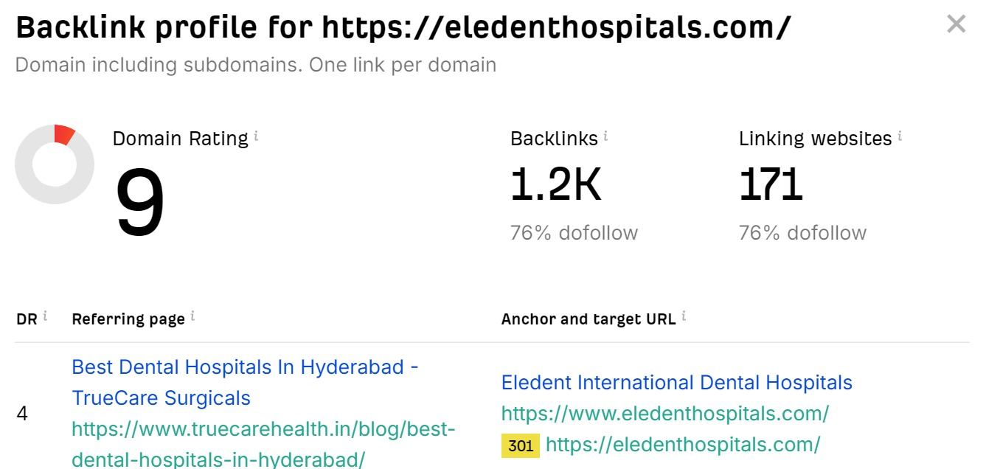 Backlink profile for https://eledenthospitals.com/
Domain including subdomains. One link per domain
Domain Rating i
9
Backlinks i
1.2K
76% dofollow
Linking websites i
171
76% dofollow
DR i
Referring page i
Anchor and target URL i
4
Best Dental Hospitals In Hyderabad -
TrueCare Surgicals
https://www.truecarehealth.in/blog/best-
dental-hospitals-in-hyderabad/
Eledent International Dental Hospitals
https://www.eledenthospitals.com/
301 https://eledenthospitals.com/